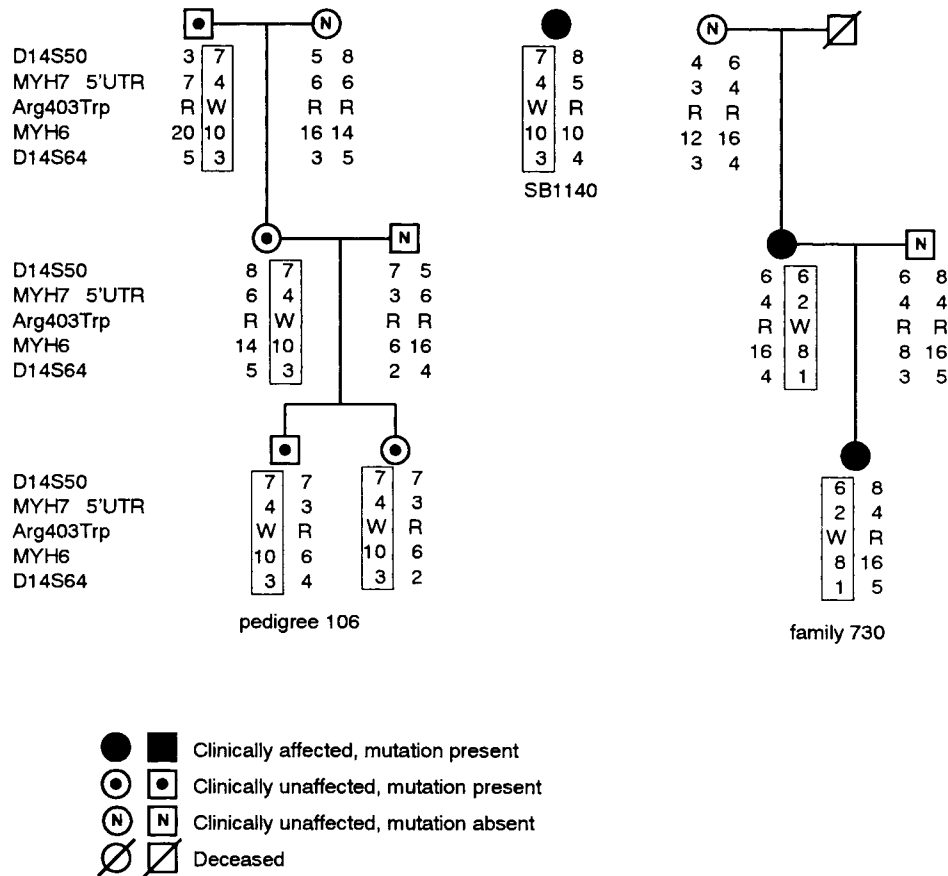 N N
D14S50 3 7 5 8 7 8 4 6
MYH7 5'UTR 7 4 6 6 4 5 3 4
Arg403Trp R W R R W R R R
MYH6 20 10 16 14 10 10 12 16
D14S64 5 3 3 5 3 4 3 4
SB1140
N N
D14S50 8 7 7 5 6 6 6 8
MYH7 5'UTR 6 4 3 6 4 2 4 4
Arg403Trp R W R R R W R R
MYH6 14 10 6 16 16 8 8 16
D14S64 5 3 2 4 4 1 3 5
D14S50 7 7 7 7 6 8
MYH7 5'UTR 4 3 4 3 2 4
Arg403Trp W R W R W R
MYH6 10 6 10 6 8 16
D14S64 3 4 3 2 1 5
pedigree 106
family 730
Clinically affected, mutation present
Clinically unaffected, mutation present
N N Clinically unaffected, mutation absent
Deceased